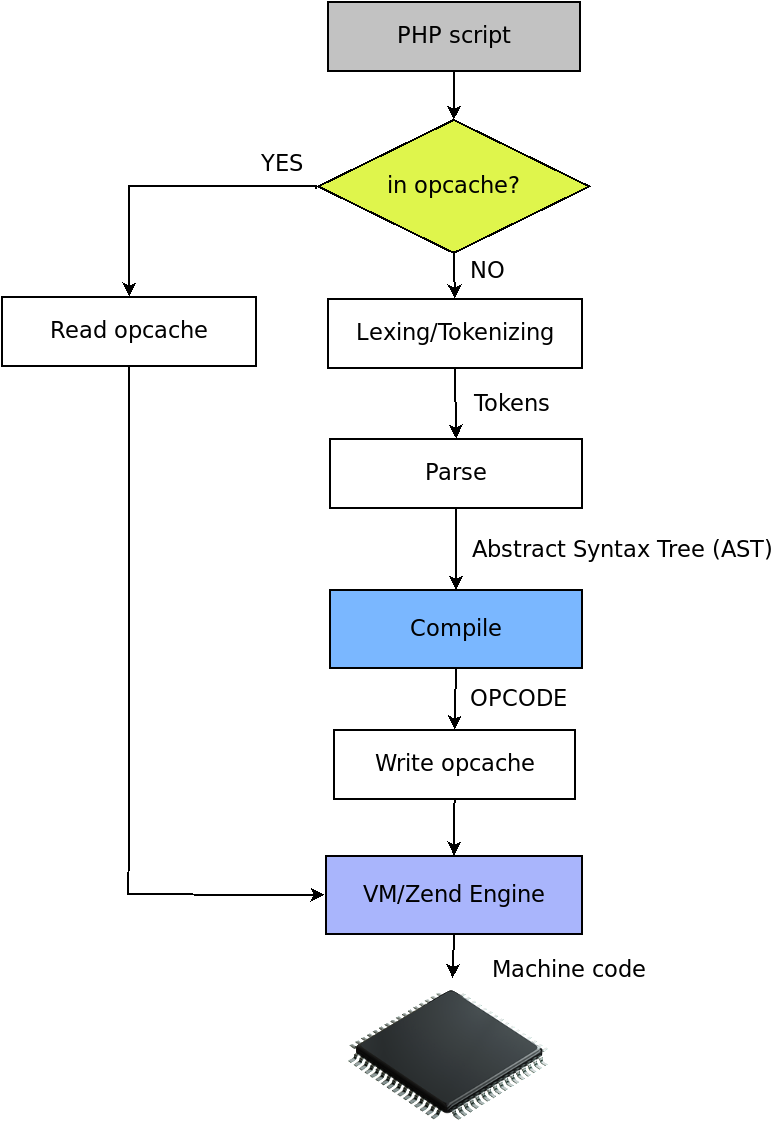 PHP script
YES
in opcache?
NO
Read opcache
Lexing/Tokenizing
Tokens
Parse
Abstract Syntax Tree (AST)
Compile
OPCODE
Write opcache
VM/Zend Engine
Machine code